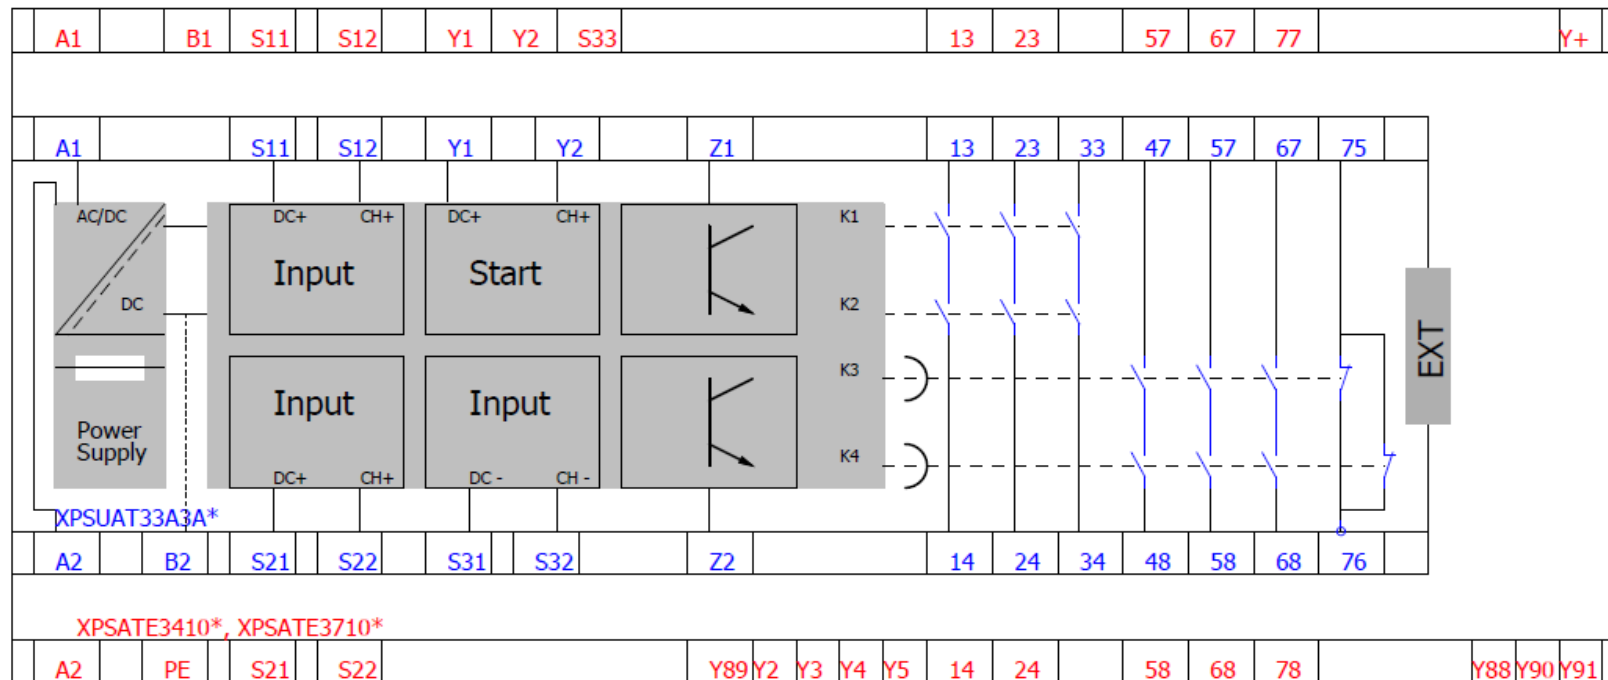 A1 B1 S11 S12 Y1 Y2 S33 13 23 57 67 77 Y+
A1 S11 S12 Y1 Y2 Z1 13 23 33 47 57 67 75
AC/DC DC+ CH+ DC+ CH+ K1
Input Start
DC K2
EXT
K3
Input Input
Power
Supply
K4
DC+ CH+ DC - CH -
XPSUAT33A3A*
A2 B2 S21 S22 S31 S32 Z2 14 24 34 48 58 68 76
XPSATE3410*, XPSATE3710*
A2 PE S21 S22 Y89 Y2 Y3 Y4 Y5 14 24 58 68 78 Y88 Y90 Y91